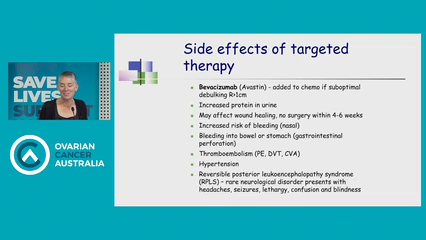 SAVE
LIVES
SUPPORT
OVARIAN
CANCER
AUSTRALIA
Side effects of targeted
therapy
Bevacizumab (Avastin) - added to chemo if suboptimal
debulking R>1cm
Increased protein in urine
May affect wound healing, no surgery within 4-6 weeks
Increased risk of bleeding (nasal)
Bleeding into bowel or stomach (gastrointestinal
perforation)
Thromboembolism (PE, DVT, CVA)
Hypertension
Reversible posterior leukoencephalopathy syndrome
(RPLS) – rare neurological disorder presents with
headaches, seizures, lethargy, confusion and blindness